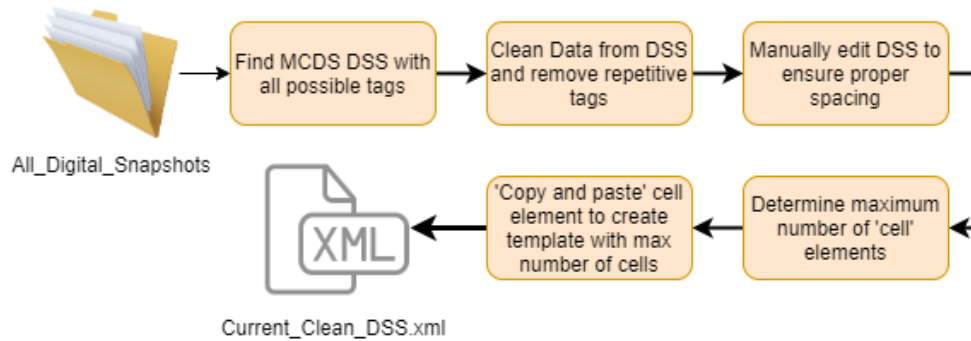 Find MCDS DSS with
all possible tags
Clean Data from DSS
and remove repetitive
tags
Manually edit DSS to
ensure proper
spacing
All_Digital_Snapshots
'Copy and paste' cell
element to create
template with max
number of cells
Determine maximum
number of 'cell'
elements
XML
Current_Clean_DSS.xml